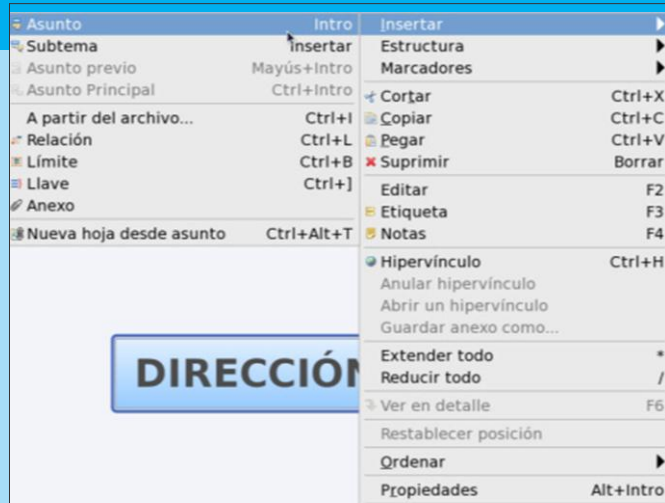 Asunto Intro
Subtema Insertar
Asunto previo Mayús+Intro
Asunto Principal Ctrl+Intro
A partir del archivo... Ctrl+I
Relación Ctrl+L
Límite Ctrl+B
Llave Ctrl+]
Anexo
Nueva hoja desde asunto Ctrl+Alt+T
DIRECCIÓN
Insertar
Estructura
Marcadores
Cortar Ctrl+X
Copiar Ctrl+C
Pegar Ctrl+V
Suprimir Borrar
Editar F2
Etiqueta F3
Notas F4
Hipervínculo Ctrl+H
Anular hipervínculo
Abrir un hipervínculo
Guardar anexo como...
Extender todo *
Reducir todo /
Ver en detalle F6
Restablecer posición
Ordenar
Propiedades Alt+Intro